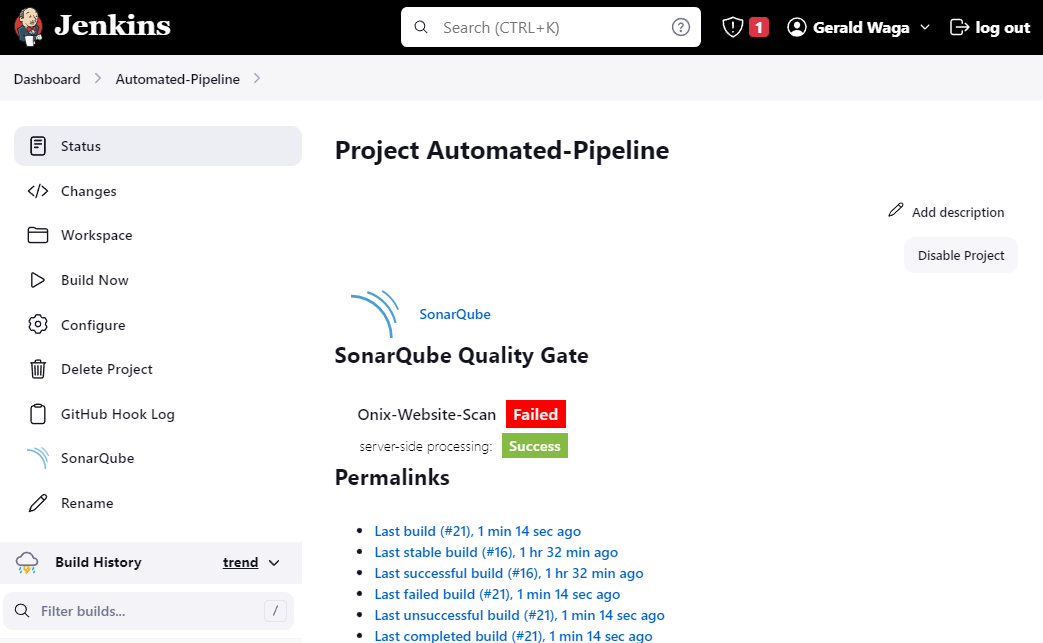 Jenkins
Search (CTRL+K)
?
1
Gerald Waga
log out
Dashboard
Automated-Pipeline
Status
Changes
Workspace
Build Now
Configure
Delete Project
GitHub Hook Log
SonarQube
Rename
Build History
trend
Filter builds...
/
Project Automated-Pipeline
Add description
Disable Project
SonarQube
SonarQube Quality Gate
Onix-Website-Scan Failed
server-side processing: Success
Permalinks
Last build (#21), 1 min 14 sec ago
Last stable build (#16), 1 hr 32 min ago
Last successful build (#16), 1 hr 32 min ago
Last failed build (#21), 1 min 14 sec ago
Last unsuccessful build (#21), 1 min 14 sec ago
Last completed build (#21), 1 min 14 sec ago